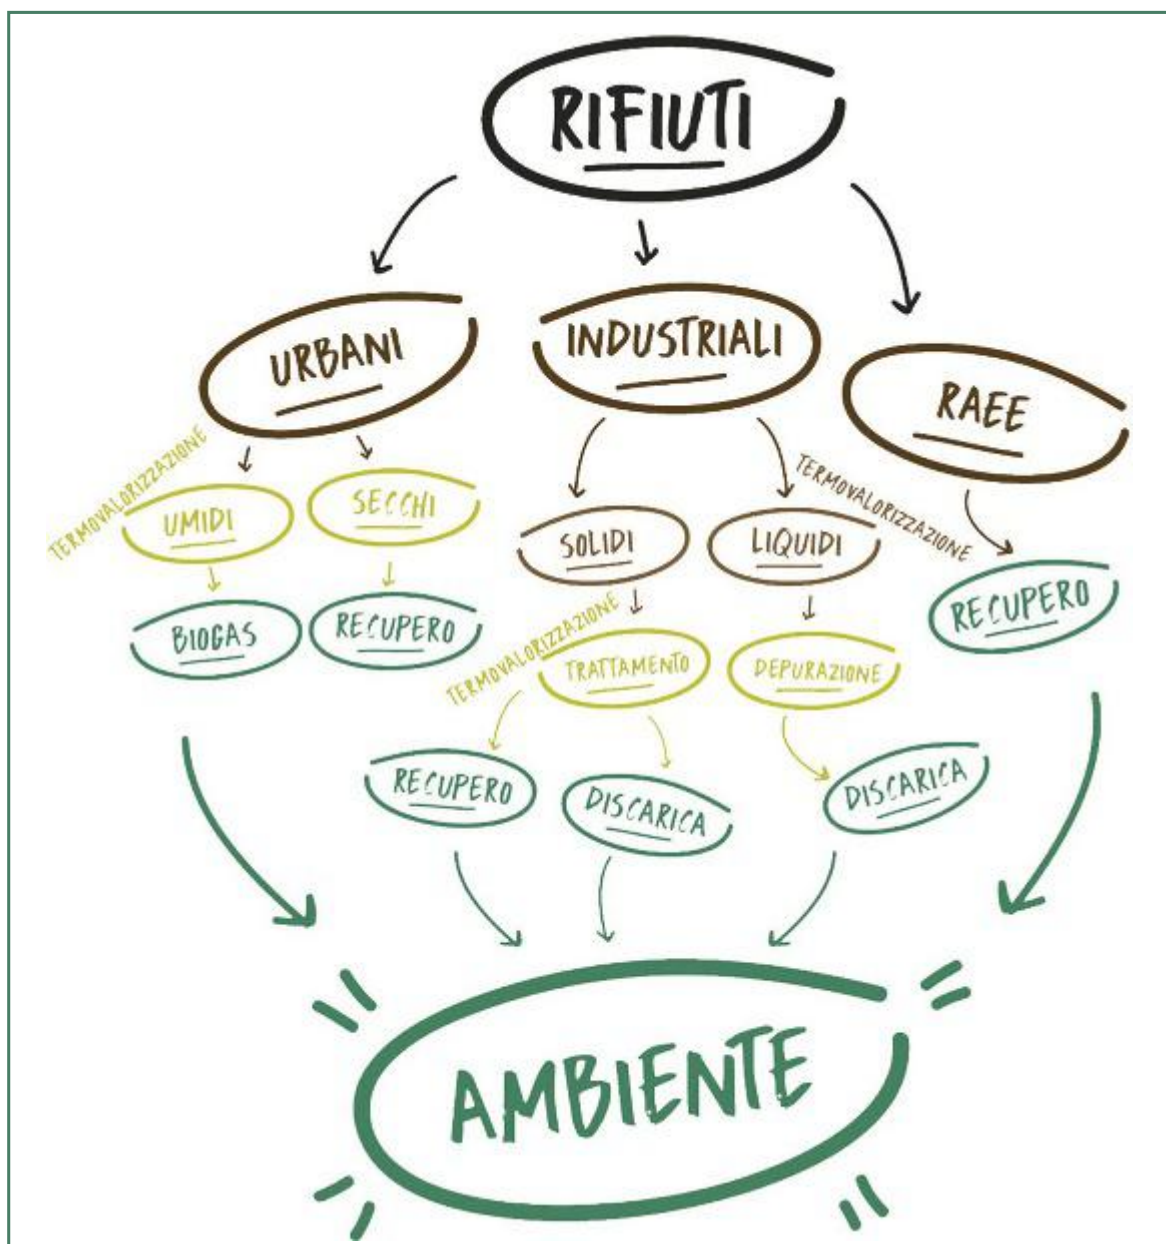 RIFIUTI
URBANI
INDUSTRIALI
RAEE
TERMOVALORIZZAZIONE
UMIDI
SECCHI
SOLIDI
LIQUIDI
TERMOVALORIZZAZIONE
BIOGAS
RECUPERO
TERMOVALORIZZAZIONE
TRATTAMENTO
DEPURAZIONE
RECUPERO
RECUPERO
DISCARICA
DISCARICA
AMBIENTE